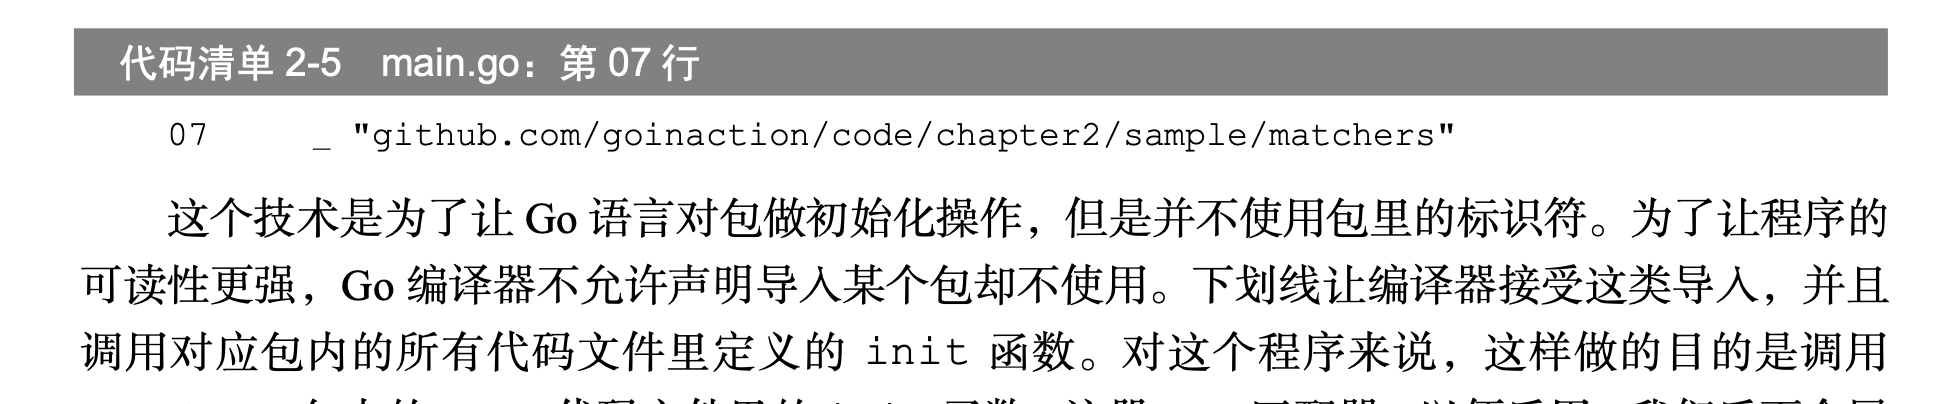 代码清单 2-5 main.go：第 07 行
07 _ "github.com/goinaction/code/chapter2/sample/matchers"
这个技术是为了让 Go 语言对包做初始化操作，但是并不使用包里的标识符。为了让程序的
可读性更强，Go 编译器不允许声明导入某个包却不使用。下划线让编译器接受这类导入，并且
调用对应包内的所有代码文件里定义的 init 函数。对这个程序来说，这样做的目的是调用